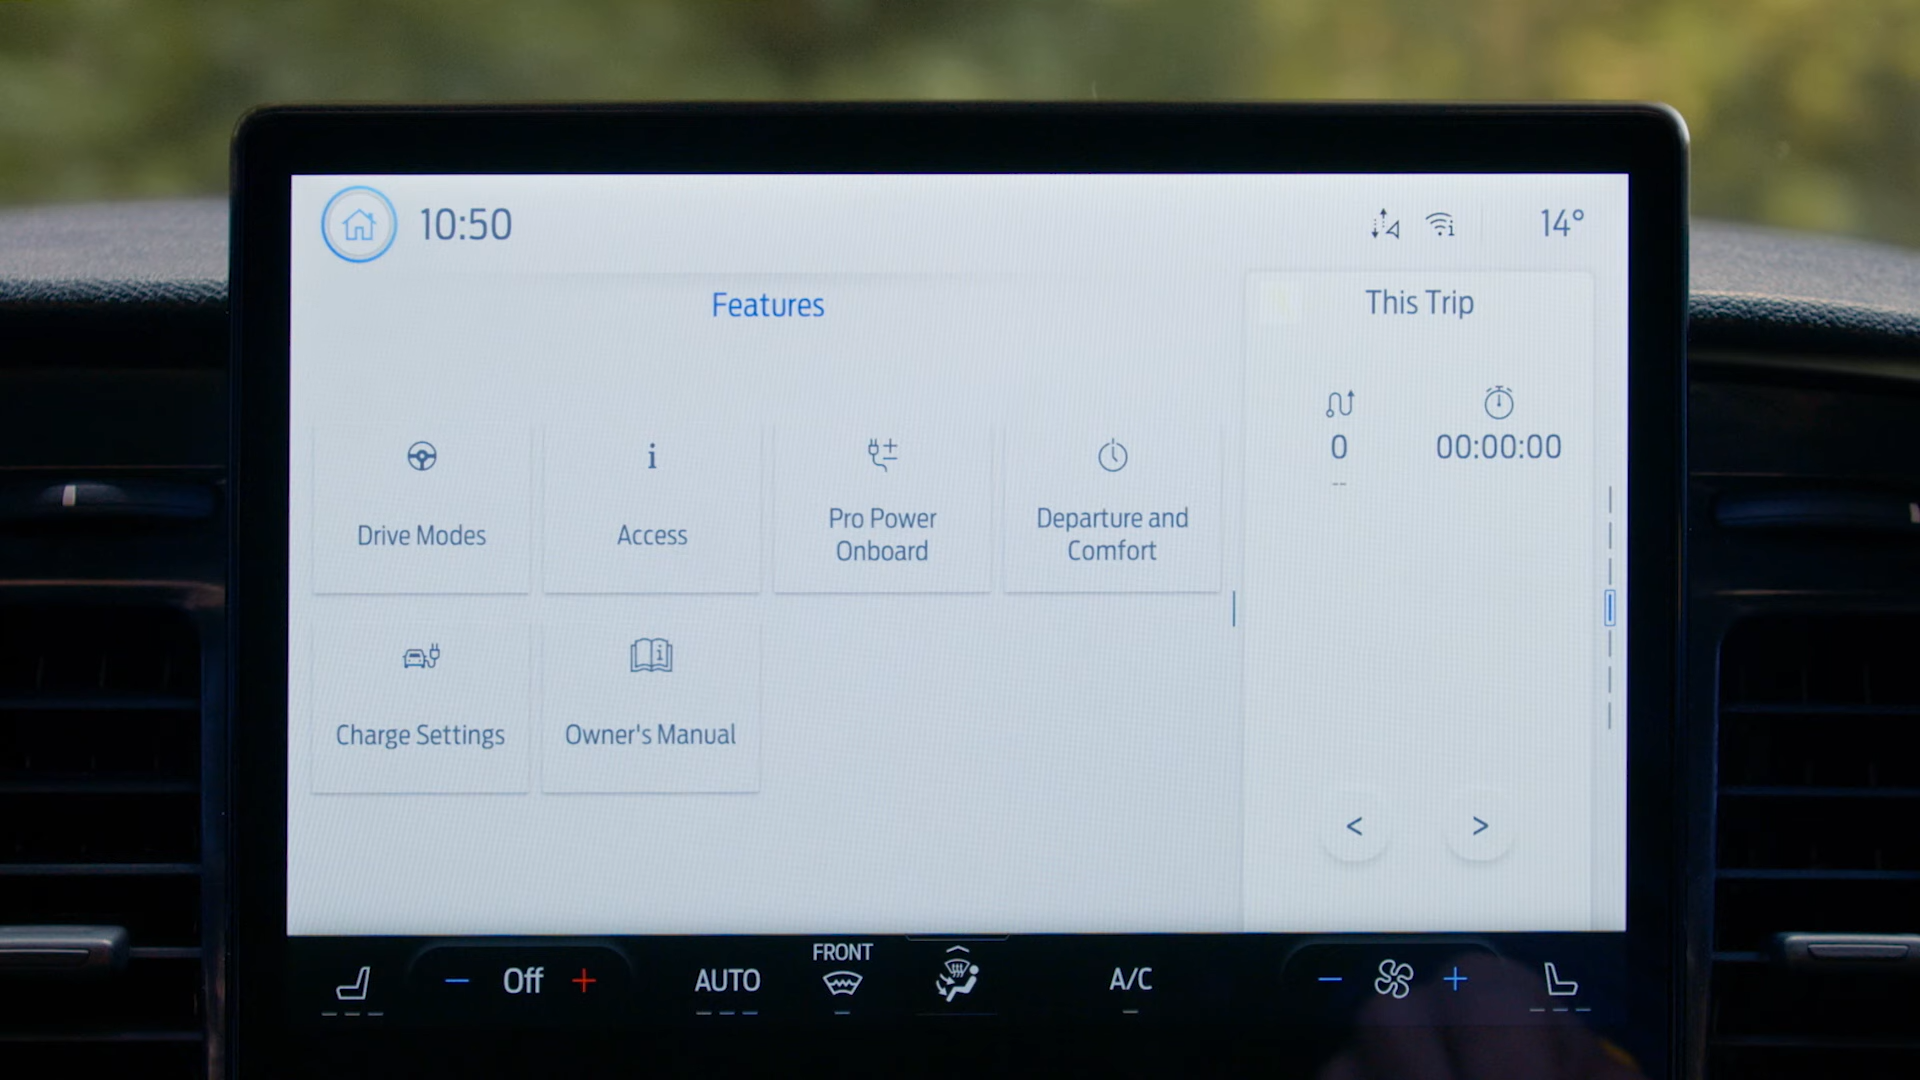 10:50
14°
Features
This Trip
0
00:00:00
--
Drive Modes
Access
Pro Power
Onboard
Departure and
Comfort
Charge Settings
Owner's Manual
<
>
FRONT
− Off +
AUTO
A/C
− +